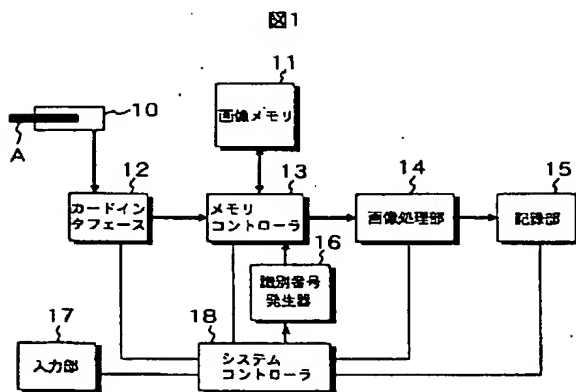 図1
11
画像メモリ
10
A
12
カードイン
タフェース
13
メモリ
コントローラ
14
画像処理部
15
記録部
16
識別番号
発生器
17
入力部
18
システム
コントローラ